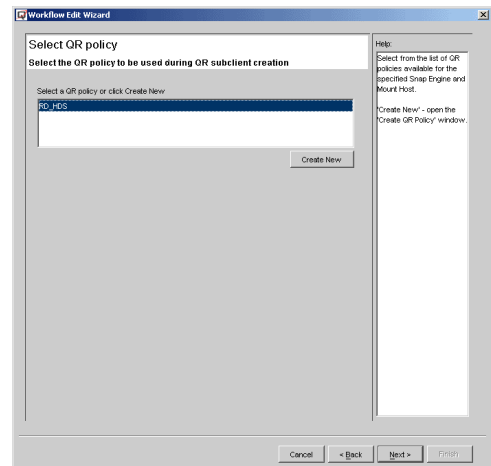 Workflow Edit Wizard
Select QR policy
Select the QR policy to be used during QR subclient creation
Select a QR policy or click Create New
RD_HDS
Create New
Help:
Select from the list of QR
policies available for the
specified Snap Engine and
Mount Host.
'Create New' - open the
'Create QR Policy' window.
Cancel
< Back
Next >
Finish